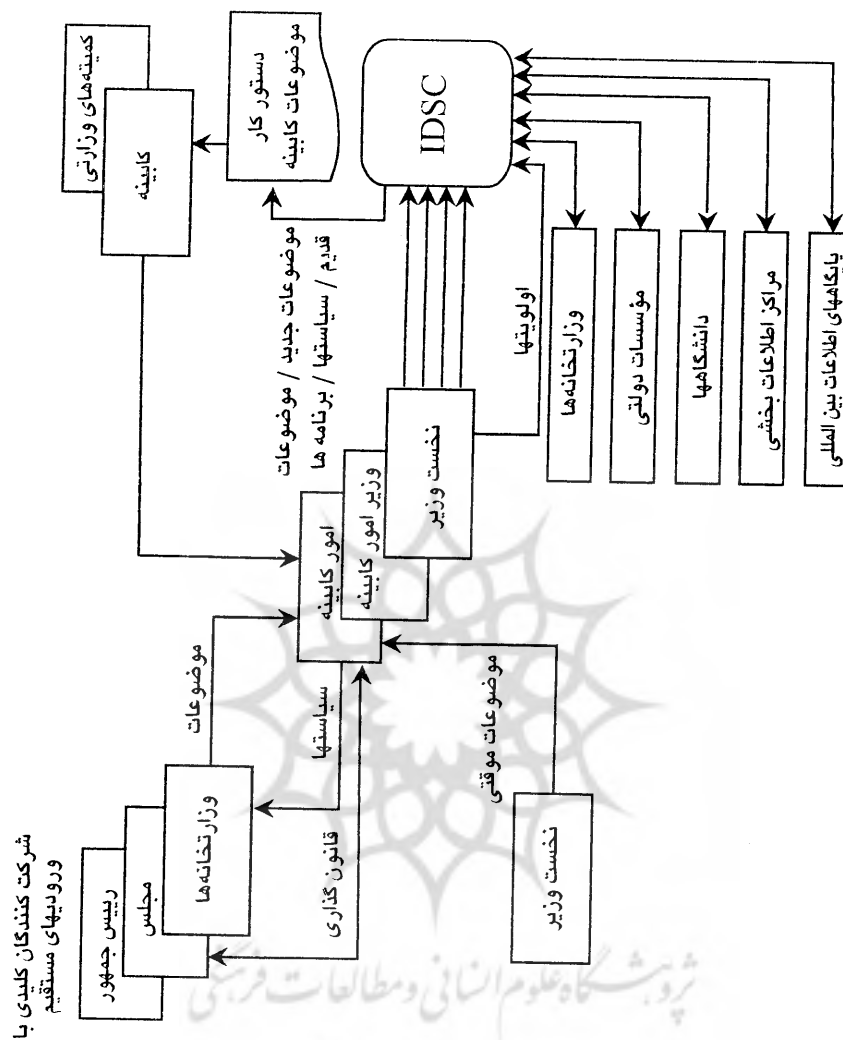 شرکت کنندگان کلیدی با
ورودیهای مستقیم
رییس جمهور
مجلس
وزارتخانه‌ها
موضوعات
سیاستها
قانون گذاری
نخست وزیر
موضوعات موقتی
امور کابینه
وزیر امور کابینه
نخست وزیر
کمیته‌های وزارتی
کابینه
دستور کار
موضوعات کابینه
موضوعات جدید / موضوعات
قدیم / سیاستها / برنامه ها
IDSC
اولویتها
وزارتخانه‌ها
مؤسسات دولتی
دانشگاهها
مراکز اطلاعات بخشی
پایگاههای اطلاعات بین المللی
پژوهشگاه علوم انسانی و مطالعات فرهنگی